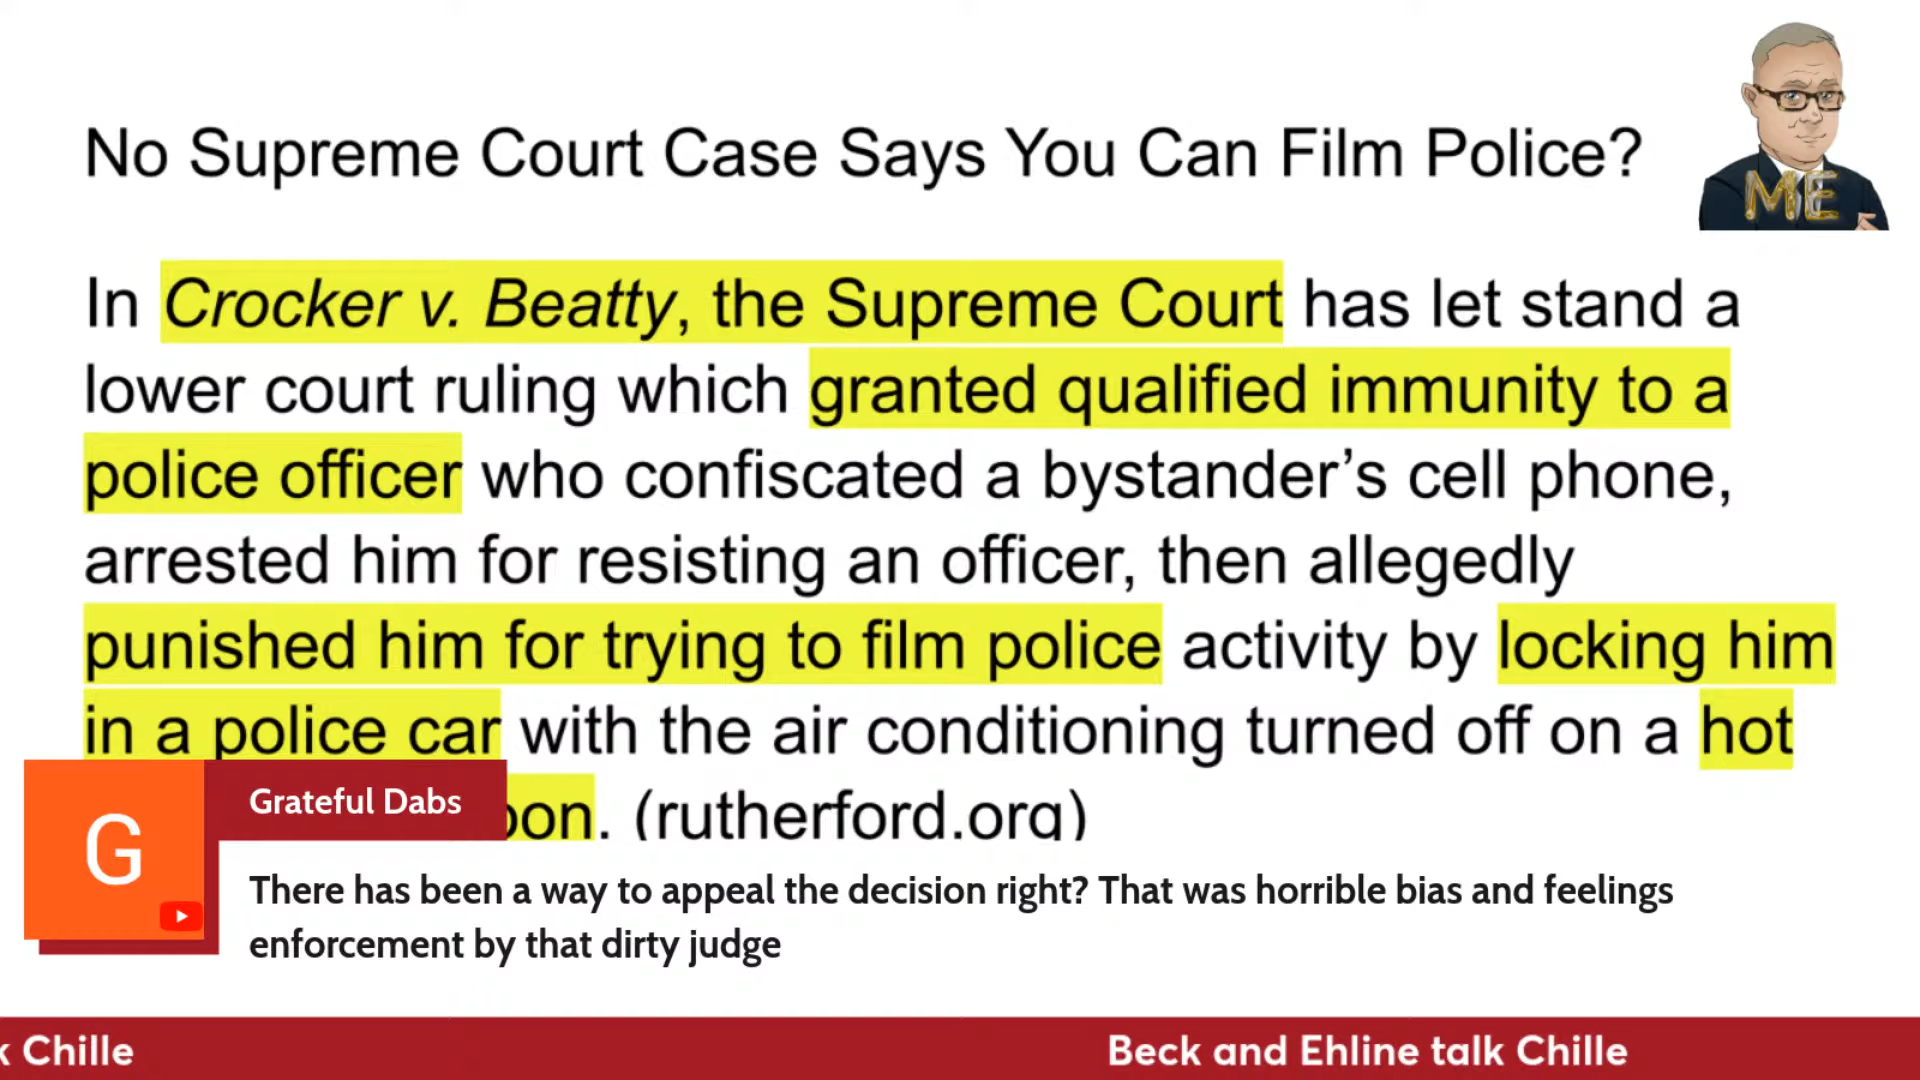 No Supreme Court Case Says You Can Film Police?
ME
In Crocker v. Beatty, the Supreme Court has let stand a
lower court ruling which granted qualified immunity to a
police officer who confiscated a bystander’s cell phone,
arrested him for resisting an officer, then allegedly
punished him for trying to film police activity by locking him
in a police car with the air conditioning turned off on a hot
oon. (rutherford.org)
G
Grateful Dabs
There has been a way to appeal the decision right? That was horrible bias and feelings
enforcement by that dirty judge
k Chille
Beck and Ehline talk Chille